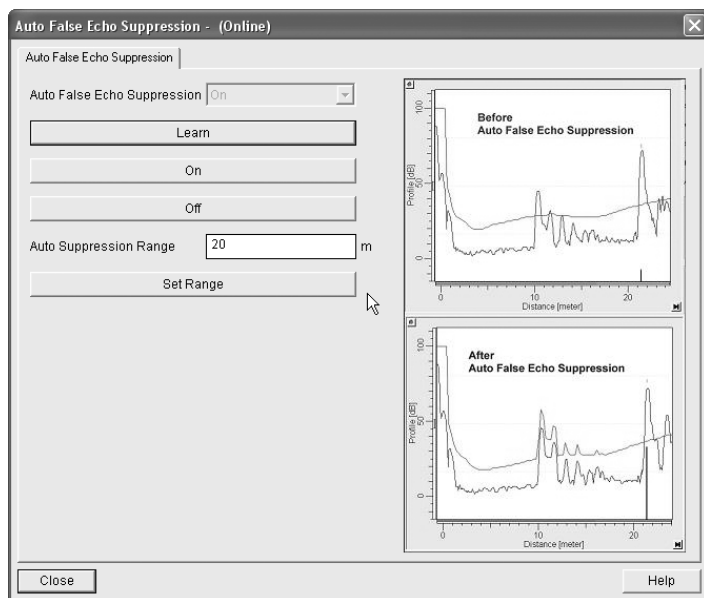 Auto False Echo Suppression - (Online)
Auto False Echo Suppression
Auto False Echo Suppression On
Learn
On
Off
Auto Suppression Range 20 m
Set Range
Before
Auto False Echo Suppression
Profile [dB]
100
50
0
0 10 20
Distance [meter]
After
Auto False Echo Suppression
Profile [dB]
100
50
0
0 10 20
Distance [meter]
Close
Help